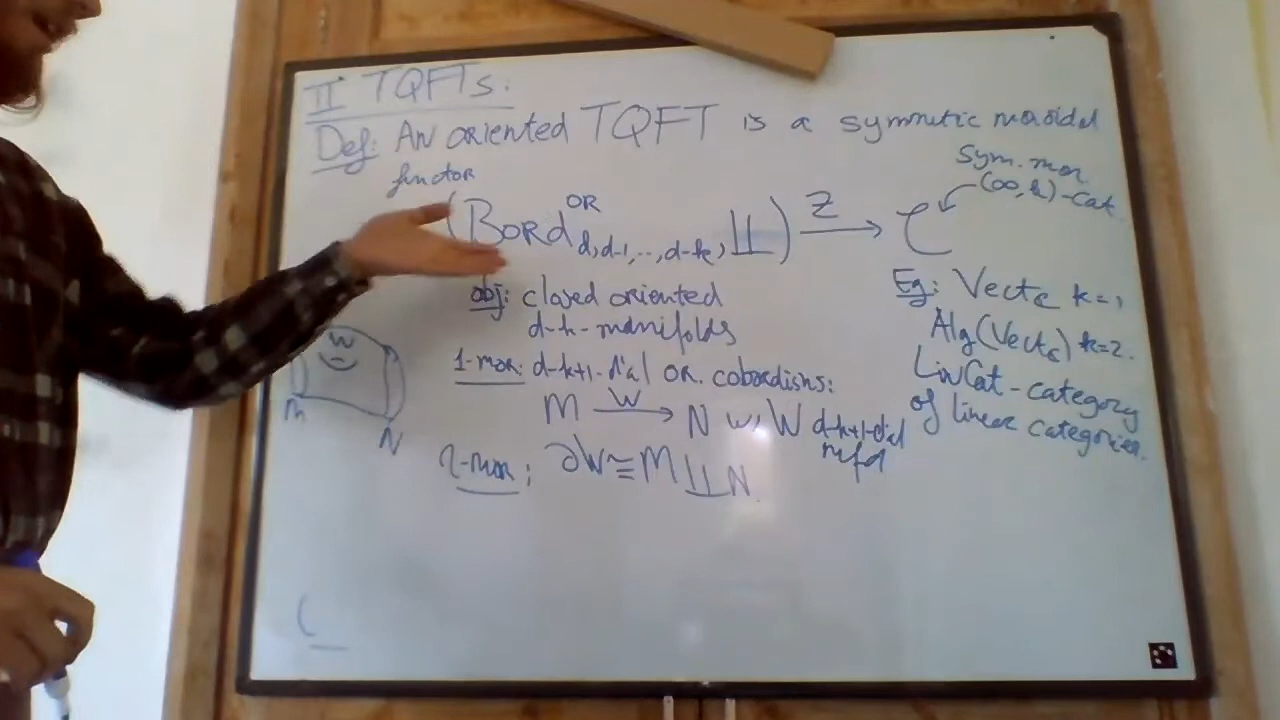 II TQFTs.
Def: An oriented TQFT is a symmetric monoidal
functor
(Bord^OR_{d,d-1,...,d-k}, ∐) —Z→ C
Sym. mon
(∞,k)-cat.
obj: closed oriented
d-k-manifolds
1-mor: d-k+1-d'al OR. cobordisms:
M —W→ N w, W d-k+1-d'al
mfd
2-mor: ∂W ≅ M ∐ N
W
M
N
Eg: Vect_C k=1
Alg(Vect_C) k=2.
LinCat-category
of linear categories.